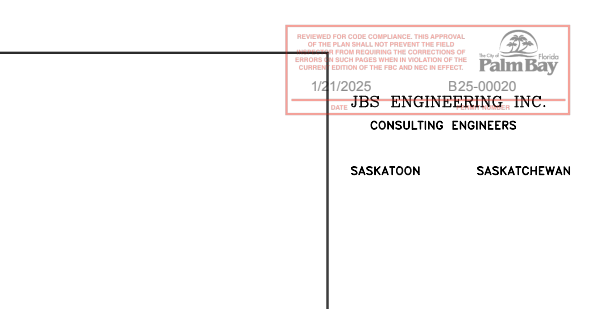 REVIEWED FOR CODE COMPLIANCE. THIS APPROVAL
OF THE PLAN SHALL NOT PREVENT THE FIELD
INSPECTOR FROM REQUIRING THE CORRECTIONS OF
ERRORS ON SUCH PAGES WHEN IN VIOLATION OF THE
CURRENT EDITION OF THE FBC AND NEC IN EFFECT.
The City of Florida
Palm Bay
1/21/2025 B25-00020
DATE NUMBER
JBS ENGINEERING INC.
CONSULTING ENGINEERS
SASKATOON SASKATCHEWAN